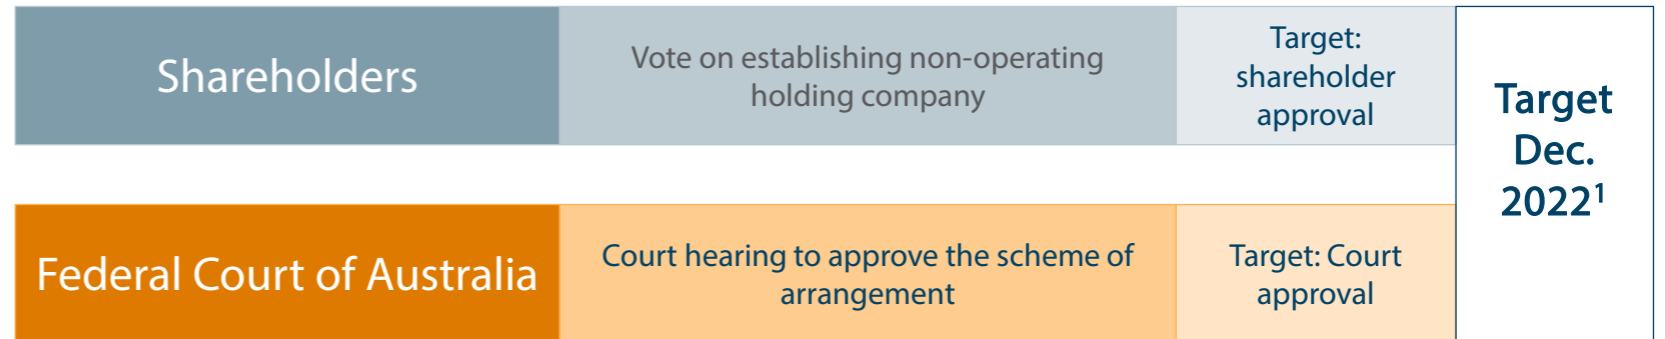 Shareholders
Vote on establishing non-operating
holding company
Target:
shareholder
approval
Target
Dec.
2022¹
Federal Court of Australia
Court hearing to approve the scheme of
arrangement
Target: Court
approval